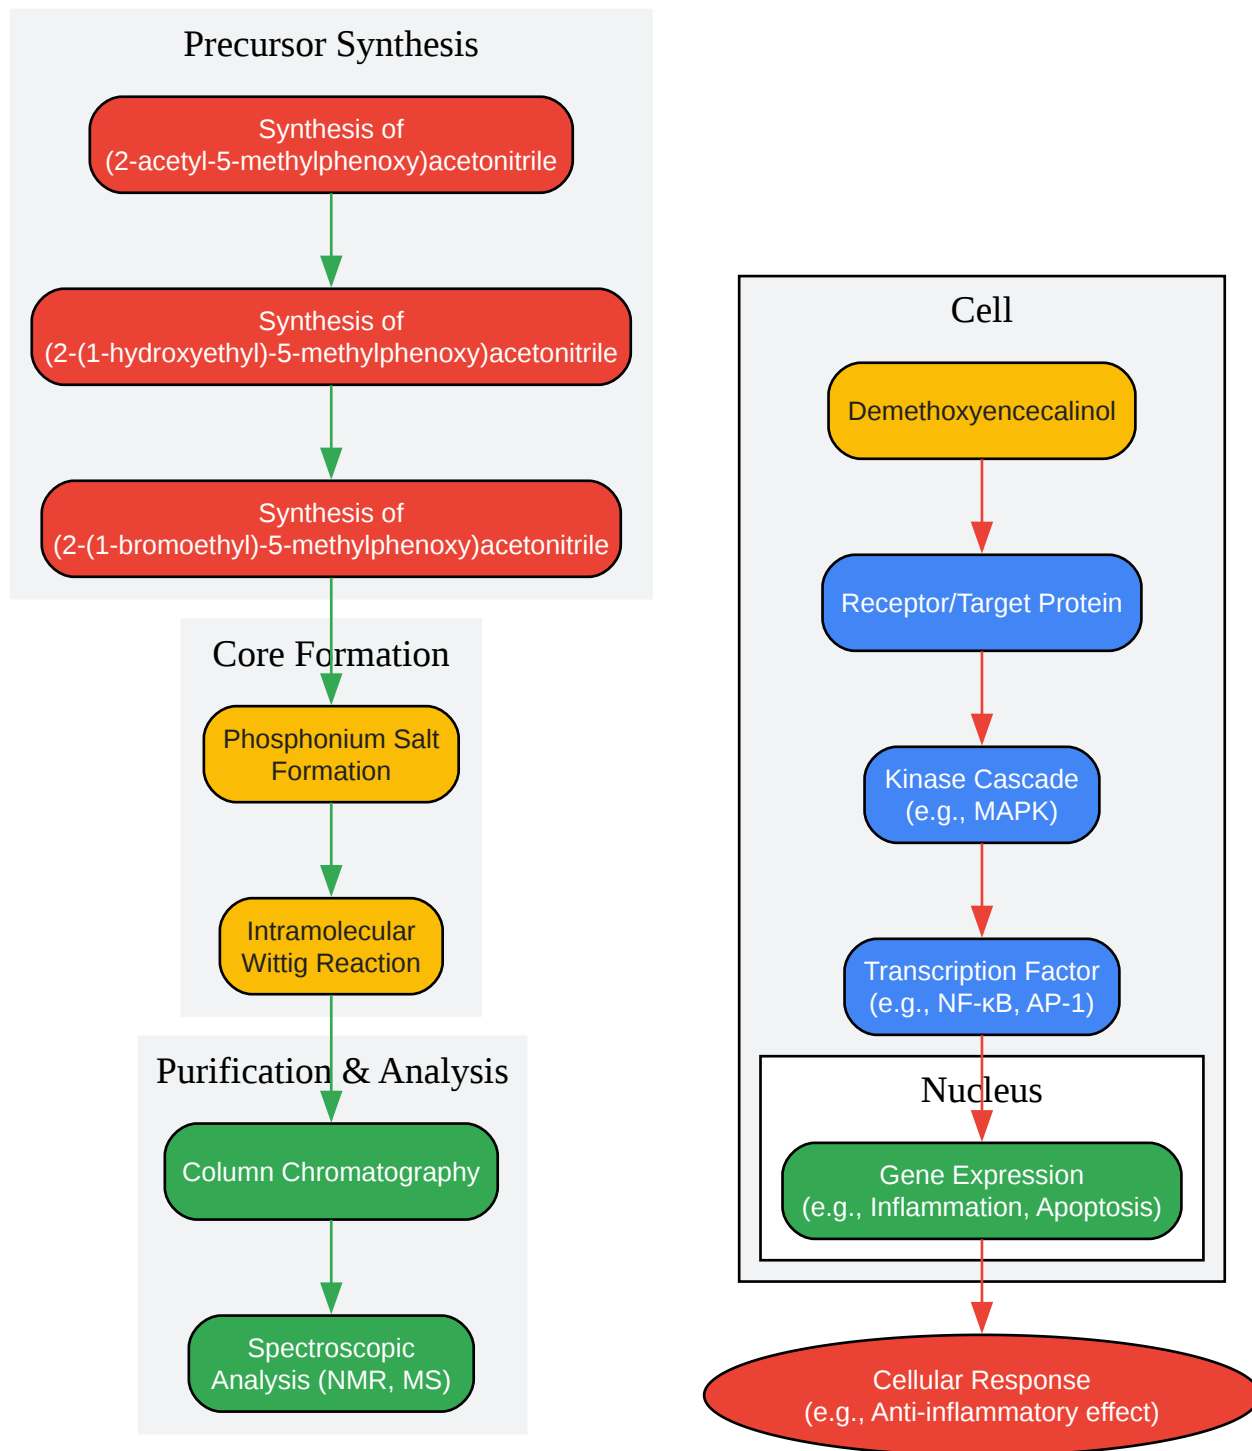 Precursor Synthesis
Synthesis of
(2-acetyl-5-methylphenoxy)acetonitrile
Synthesis of
(2-(1-hydroxyethyl)-5-methylphenoxy)acetonitrile
Synthesis of
(2-(1-bromoethyl)-5-methylphenoxy)acetonitrile
Core Formation
Phosphonium Salt
Formation
Intramolecular
Wittig Reaction
Purification & Analysis
Column Chromatography
Spectroscopic
Analysis (NMR, MS)
Cell
Demethoxyencecalinol
Receptor/Target Protein
Kinase Cascade
(e.g., MAPK)
Transcription Factor
(e.g., NF-κB, AP-1)
Nucleus
Gene Expression
(e.g., Inflammation, Apoptosis)
Cellular Response
(e.g., Anti-inflammatory effect)